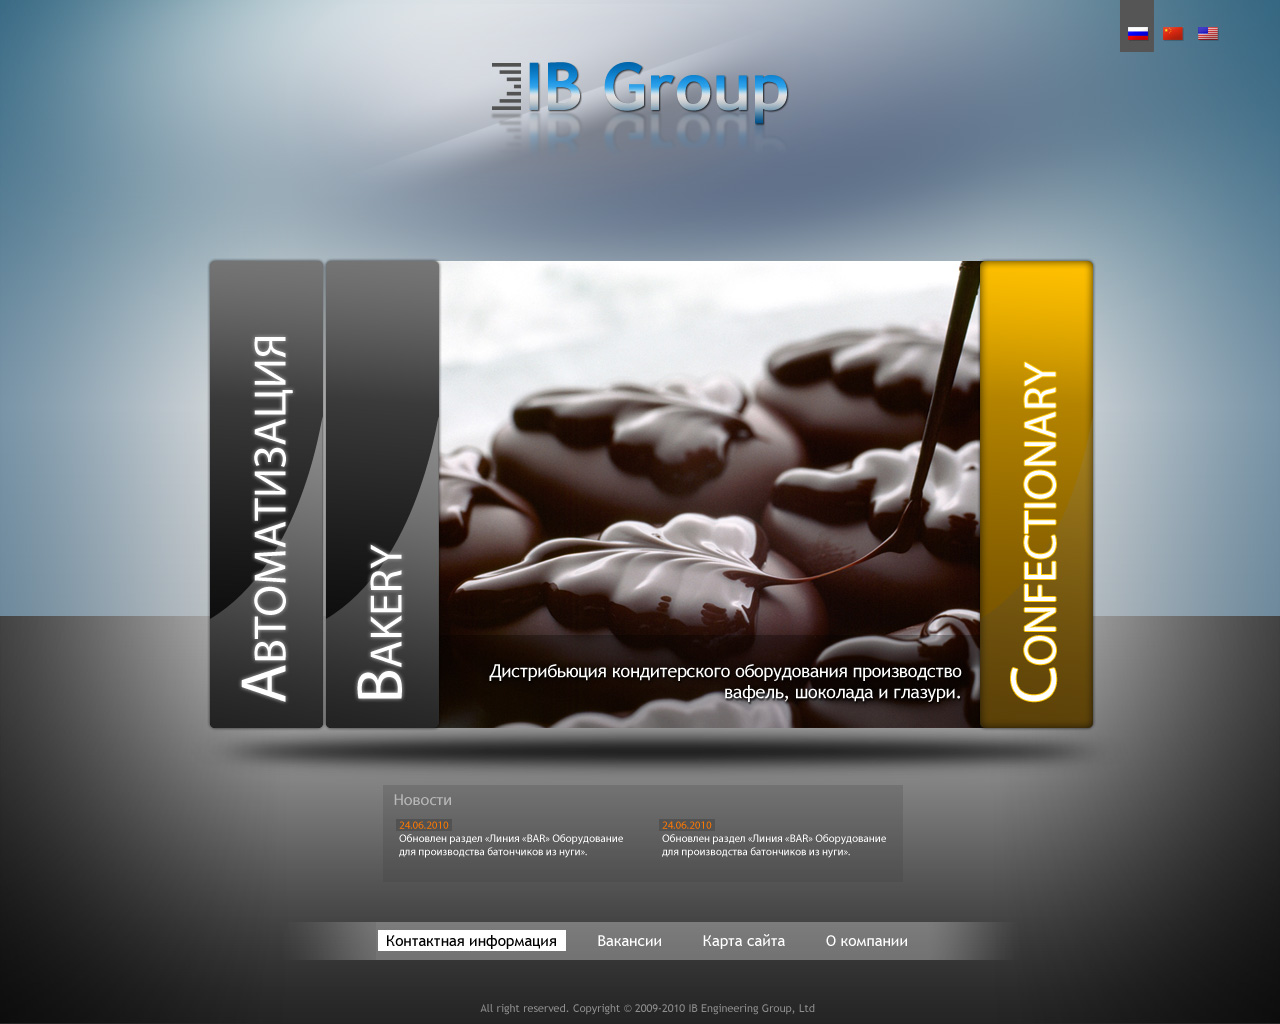 IB Group
Автоматизация
Bakery
Confectionary
Дистрибьюция кондитерского оборудования производство
вафель, шоколада и глазури.
Новости
24.06.2010
Обновлен раздел «Линия «BAR» Оборудование
для производства батончиков из нуги».
24.06.2010
Обновлен раздел «Линия «BAR» Оборудование
для производства батончиков из нуги».
Контактная информация Вакансии Карта сайта О компании
All right reserved. Copyright © 2009-2010 IB Engineering Group, Ltd